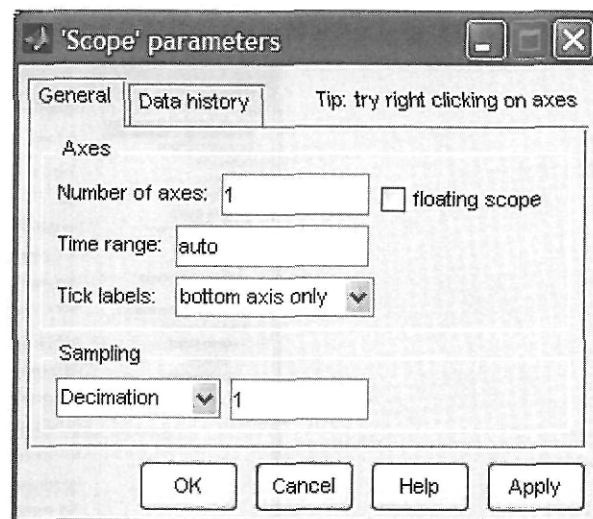 'Scope' parameters
General Data history Tip: try right clicking on axes
Axes
Number of axes: 1 floating scope
Time range: auto
Tick labels: bottom axis only
Sampling
Decimation 1
OK Cancel Help Apply